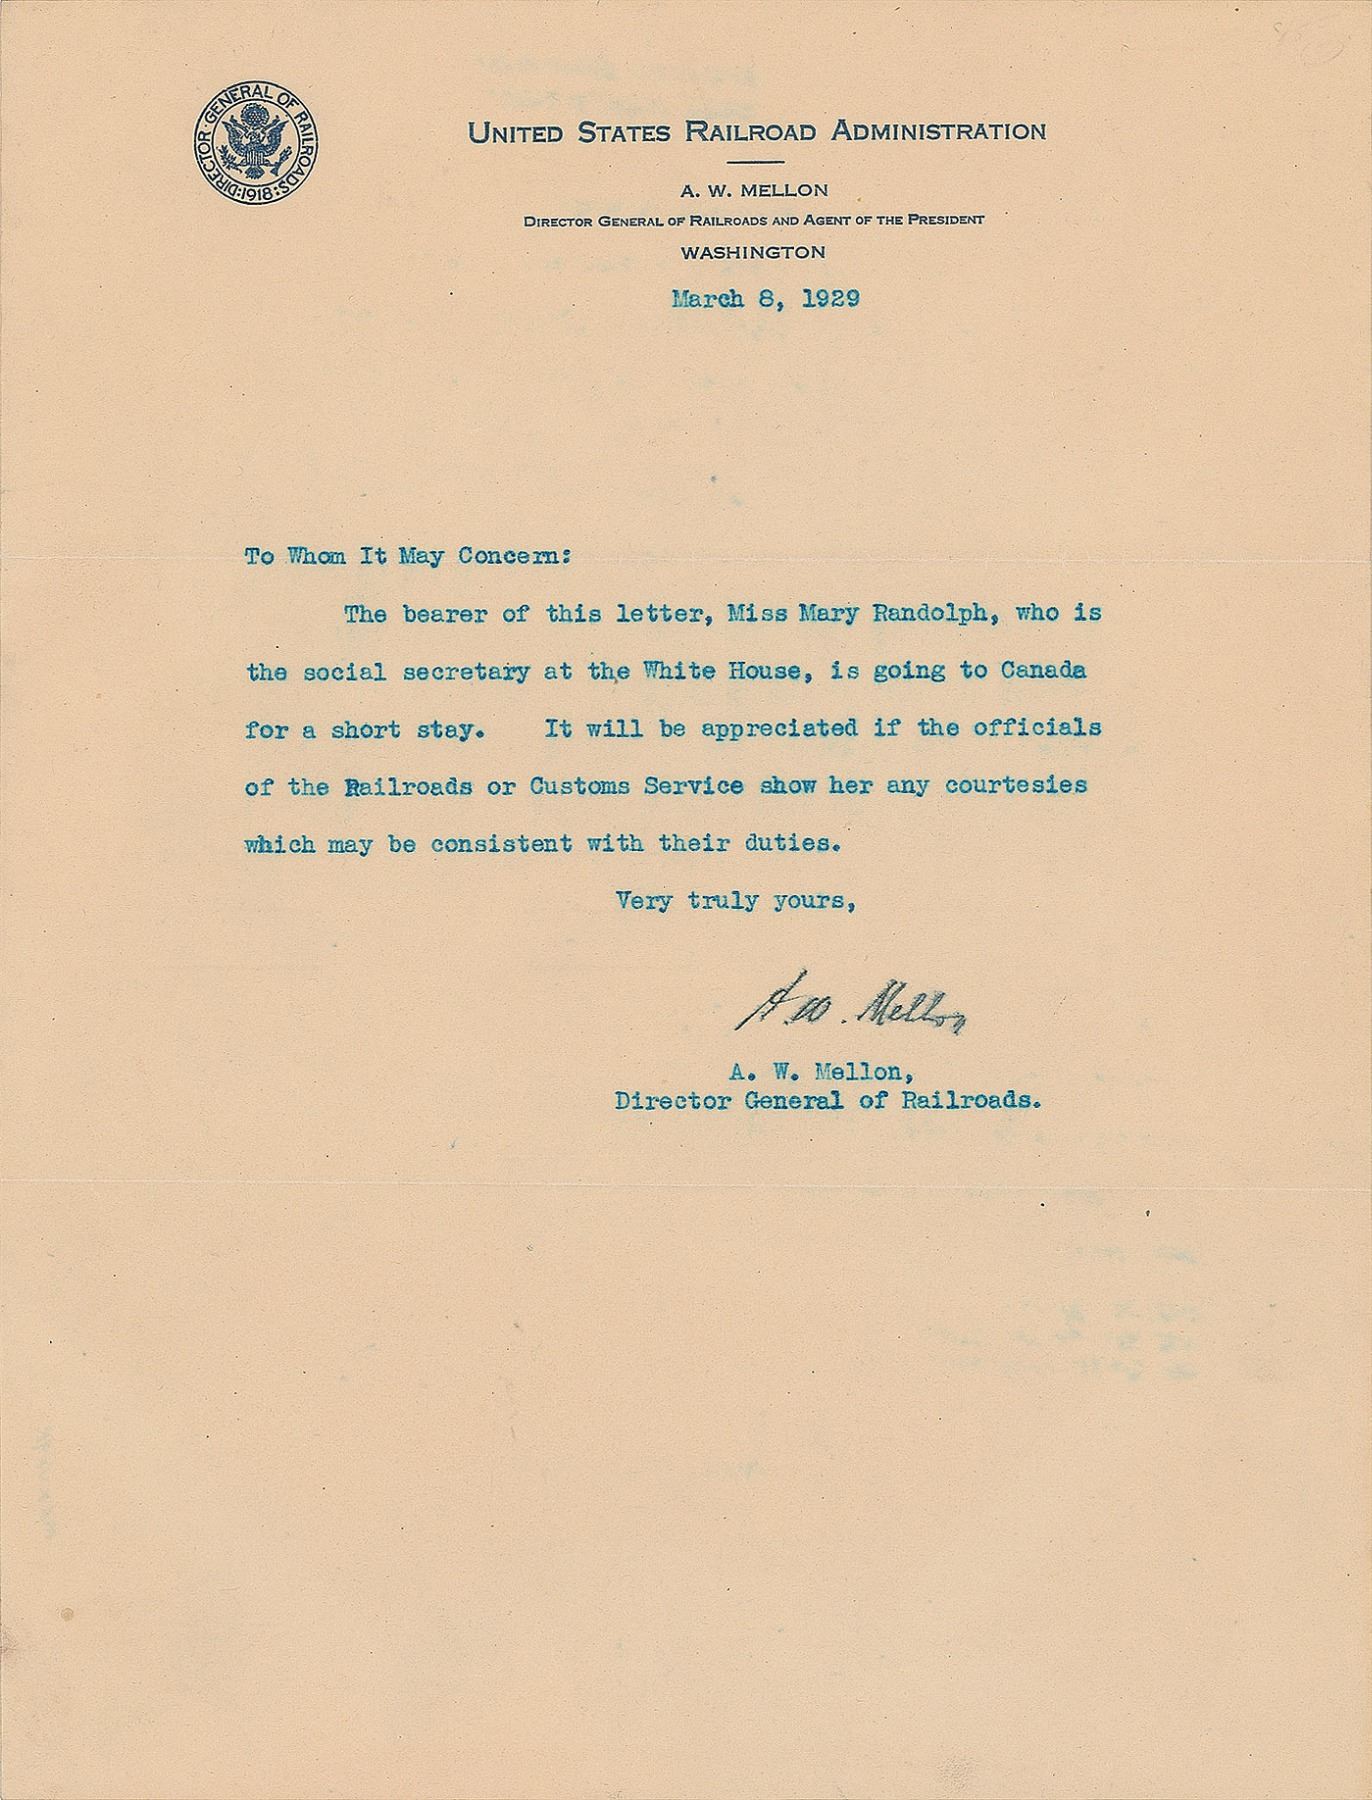 DIRECTOR GENERAL OF RAILROADS
:1918:
UNITED STATES RAILROAD ADMINISTRATION
A. W. MELLON
DIRECTOR GENERAL OF RAILROADS AND AGENT OF THE PRESIDENT
WASHINGTON
March 8, 1929
To Whom It May Concern:
The bearer of this letter, Miss Mary Randolph, who is
the social secretary at the White House, is going to Canada
for a short stay. It will be appreciated if the officials
of the Railroads or Customs Service show her any courtesies
which may be consistent with their duties.
Very truly yours,
A. W. Mellon
A. W. Mellon,
Director General of Railroads.